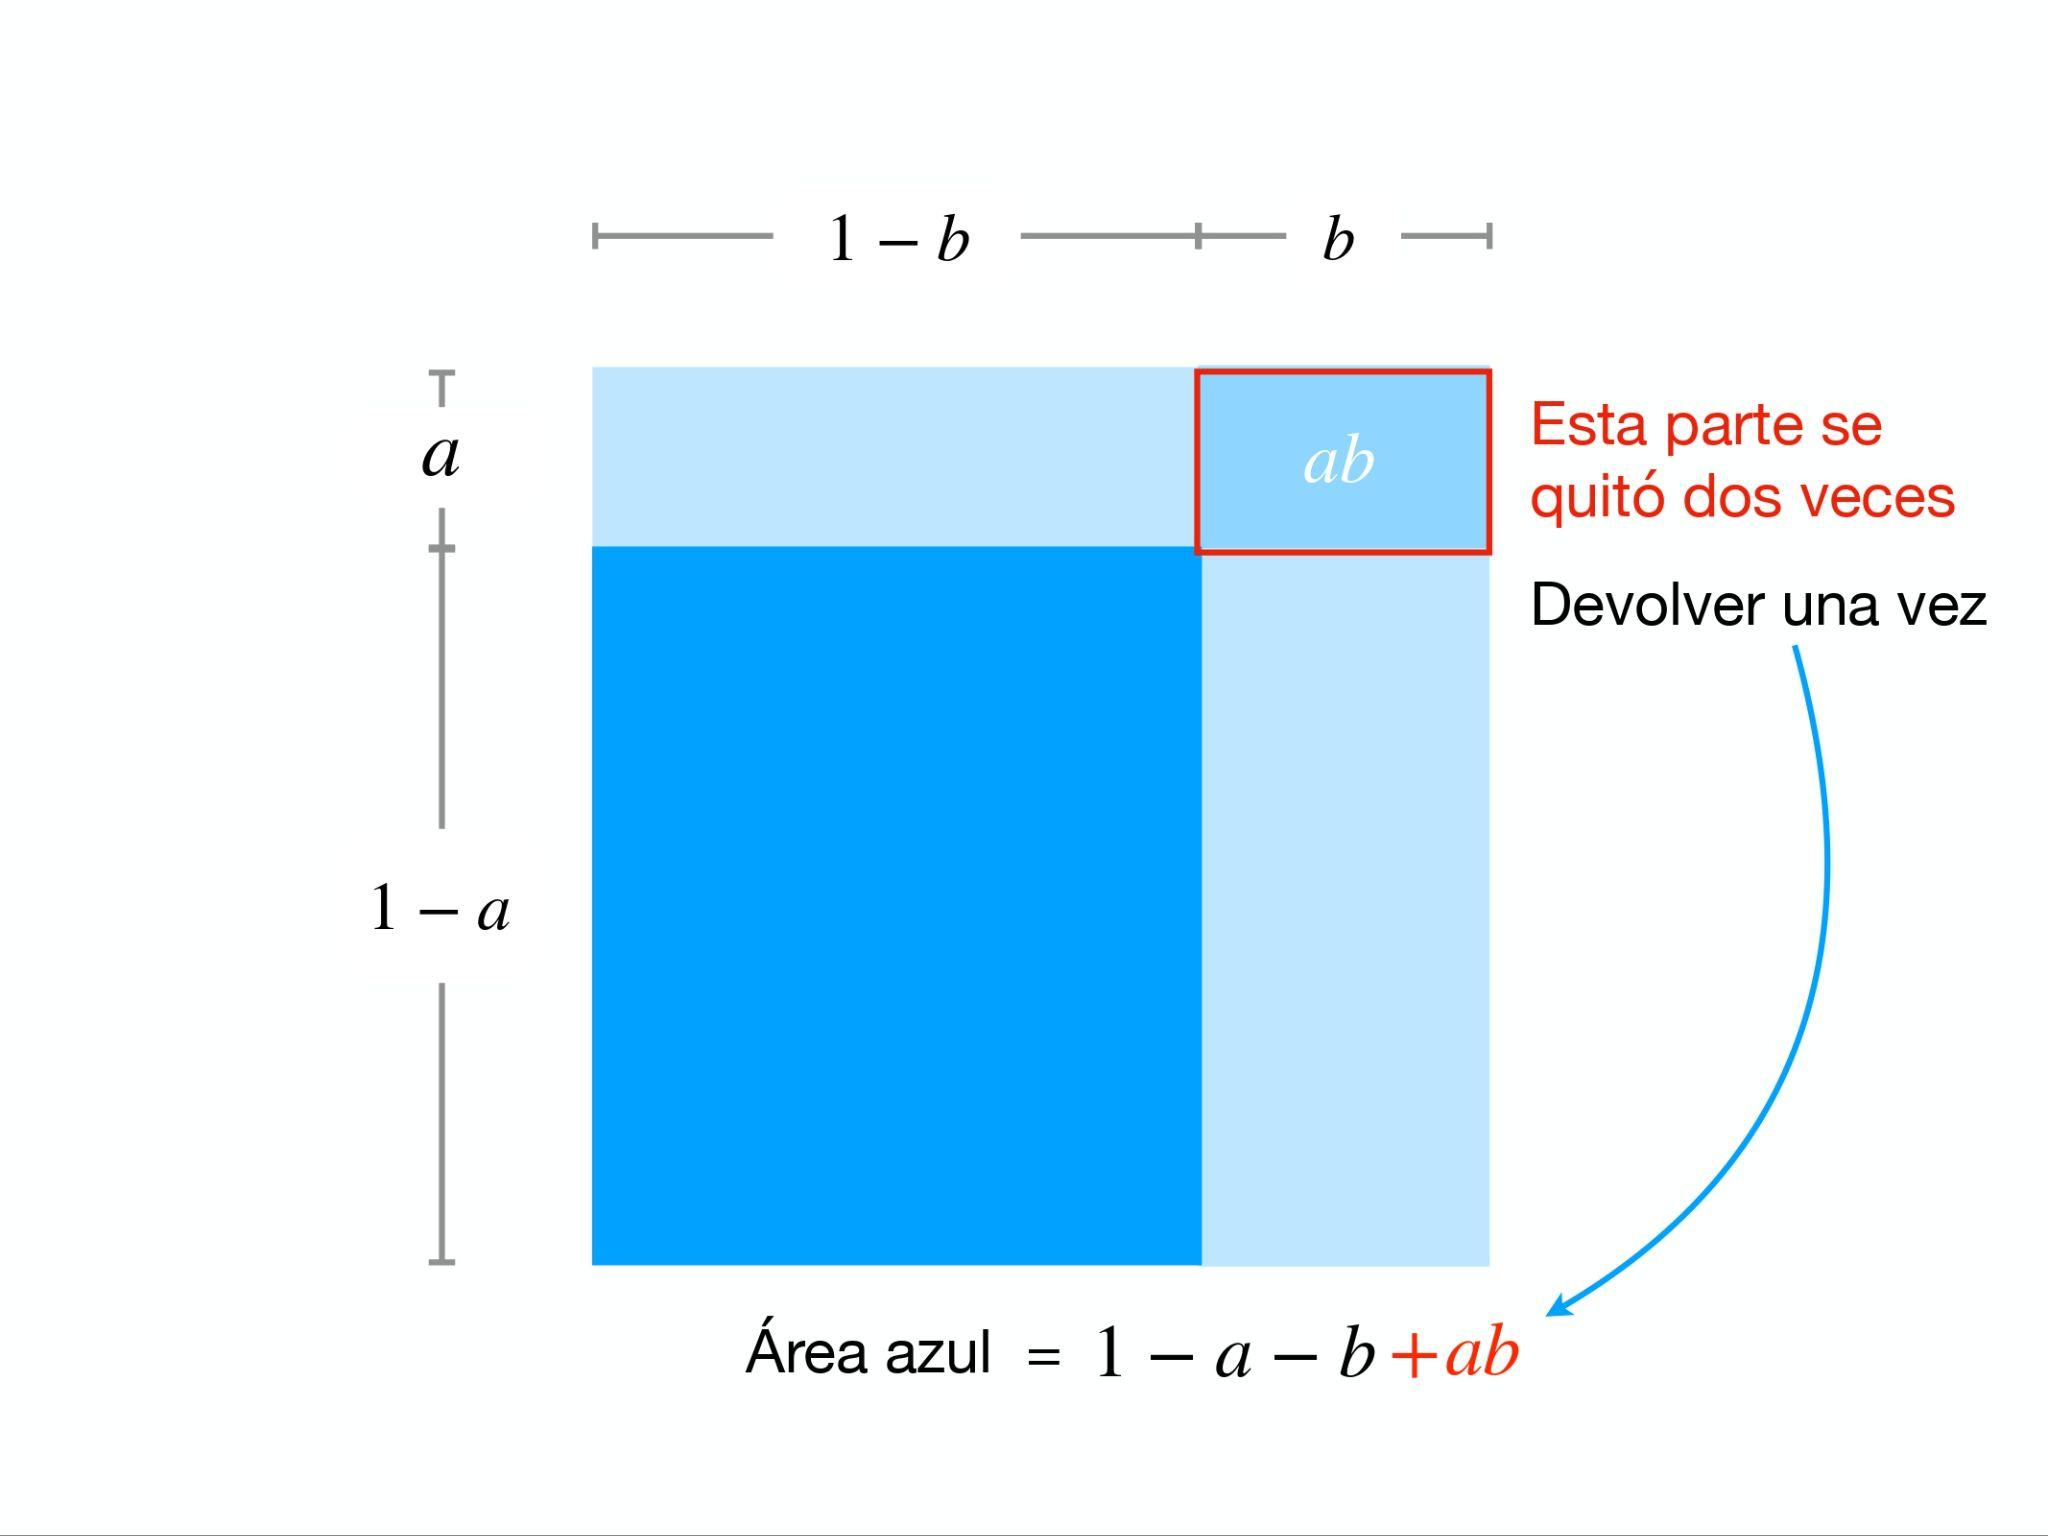 1 − b
b
a
ab
Esta parte se
quitó dos veces
Devolver una vez
1 − a
Área azul = 1 − a − b +ab